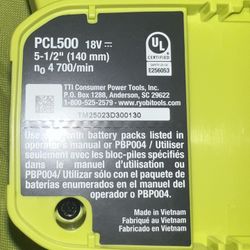 PCL500 18V
5-1/2" (140 mm)
n₀ 4 700/min
UL
LISTED
E256053
TTI Consumer Power Tools, Inc.
P.O. Box 1288, Anderson, SC 29622
1-800-525-2579 · www.ryobitools.com
TM25023D300130
Use only with battery packs listed in
operator's manual or PBP004 / Utiliser
seulement avec les bloc-piles spécifiés
dans le manuel d'utilisation ou
PBP004/ Utilizar sólo con el paquete de
baterías enumerados en el manual del
operador o PBP004.
Made in Vietnam
Fabriqué au Vietnam
Hecho en Vietnam